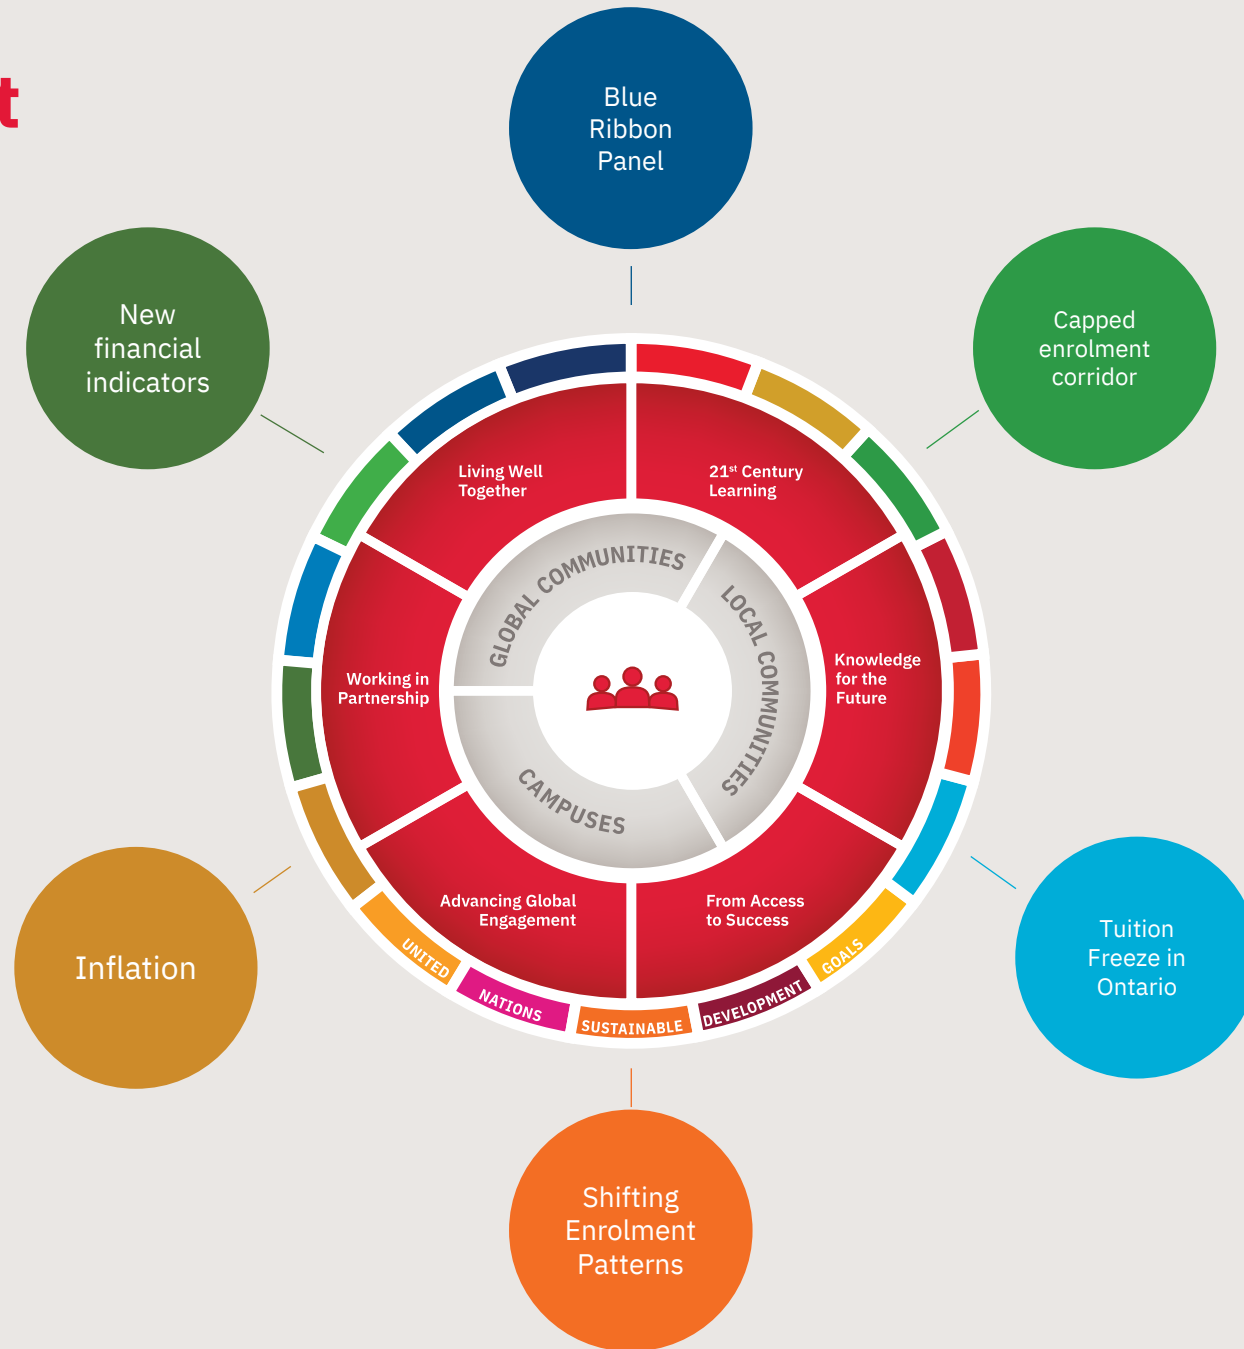 t
Blue
Ribbon
Panel
New
financial
indicators
Capped
enrolment
corridor
Living Well
Together
21st Century
Learning
GLOBAL COMMUNITIES
LOCAL COMMUNITIES
CAMPUSES
Working in
Partnership
Knowledge
for the
Future
Advancing Global
Engagement
From Access
to Success
UNITED
NATIONS
SUSTAINABLE
DEVELOPMENT
GOALS
Inflation
Tuition
Freeze in
Ontario
Shifting
Enrolment
Patterns